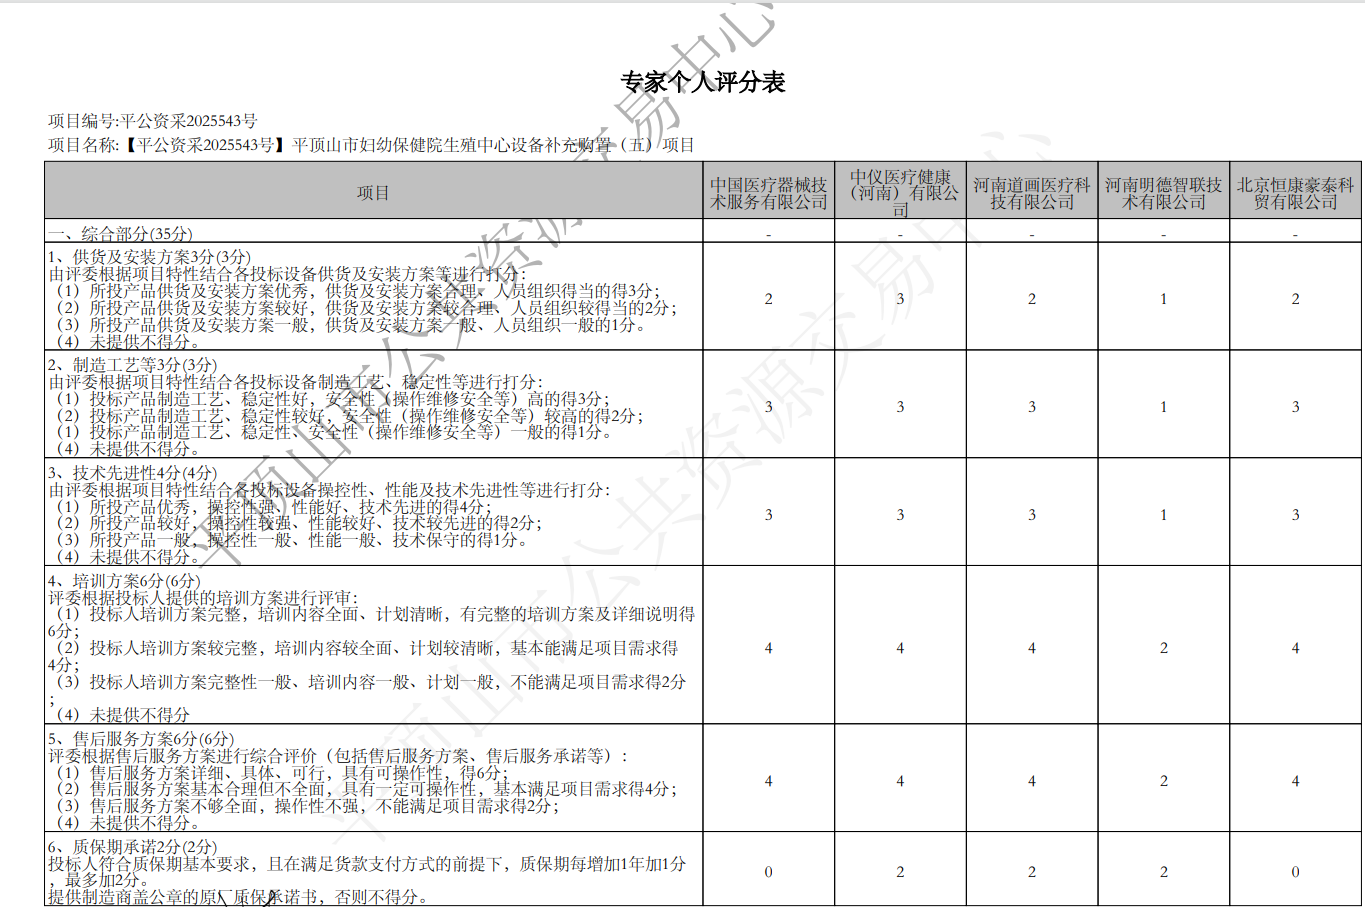 专家个人评分表
项目编号:平公资采2025543号
项目名称:【平公资采2025543号】平顶山市妇幼保健院生殖中心设备补充购置（五）项目
项目
中国医疗器械技
术服务有限公司
中仪医疗健康
（河南）有限公
司
河南道画医疗科
技有限公司
河南明德智联技
术有限公司
北京恒康豪泰科
贸有限公司
一、综合部分(35分)
- - - - -
1、供货及安装方案3分(3分)
由评委根据项目特性结合各投标设备供货及安装方案等进行打分：
（1）所投产品供货及安装方案优秀，供货及安装方案合理、人员组织得当的得3分；
（2）所投产品供货及安装方案较好，供货及安装方案较合理、人员组织较得当的2分；
（3）所投产品供货及安装方案一般，供货及安装方案一般、人员组织一般的1分。
（4）未提供不得分。
2 3 2 1 2
2、制造工艺等3分(3分)
由评委根据项目特性结合各投标设备制造工艺、稳定性等进行打分：
（1）投标产品制造工艺、稳定性好，安全性（操作维修安全等）高的得3分；
（2）投标产品制造工艺、稳定性较好，安全性（操作维修安全等）较高的得2分；
（1）投标产品制造工艺、稳定性、安全性（操作维修安全等）一般的得1分。
（4）未提供不得分。
3 3 3 1 3
3、技术先进性4分(4分)
由评委根据项目特性结合各投标设备操控性、性能及技术先进性等进行打分：
（1）所投产品优秀，操控性强、性能好、技术先进的得4分；
（2）所投产品较好，操控性较强、性能较好、技术较先进的得2分；
（3）所投产品一般，操控性一般、性能一般、技术保守的得1分。
（4）未提供不得分。
3 3 3 1 3
4、培训方案6分(6分)
评委根据投标人提供的培训方案进行评审：
（1）投标人培训方案完整，培训内容全面、计划清晰，有完整的培训方案及详细说明得
6分；
（2）投标人培训方案较完整，培训内容较全面、计划较清晰，基本能满足项目需求得
4分；
（3）投标人培训方案完整性一般、培训内容一般、计划一般，不能满足项目需求得2分
；
（4）未提供不得分
4 4 4 2 4
5、售后服务方案6分(6分)
评委根据售后服务方案进行综合评价（包括售后服务方案、售后服务承诺等）：
（1）售后服务方案详细、具体、可行，具有可操作性，得6分；
（2）售后服务方案基本合理但不全面，具有一定可操作性，基本满足项目需求得4分；
（3）售后服务方案不够全面，操作性不强，不能满足项目需求得2分；
（4）未提供不得分。
4 4 4 2 4
6、质保期承诺2分(2分)
投标人符合质保期基本要求，且在满足货款支付方式的前提下，质保期每增加1年加1分
，最多加2分。
提供制造商盖公章的原厂质保承诺书，否则不得分。
0 2 2 2 0
平顶山市公共资源交易中心
平顶山市公共资源交易中心